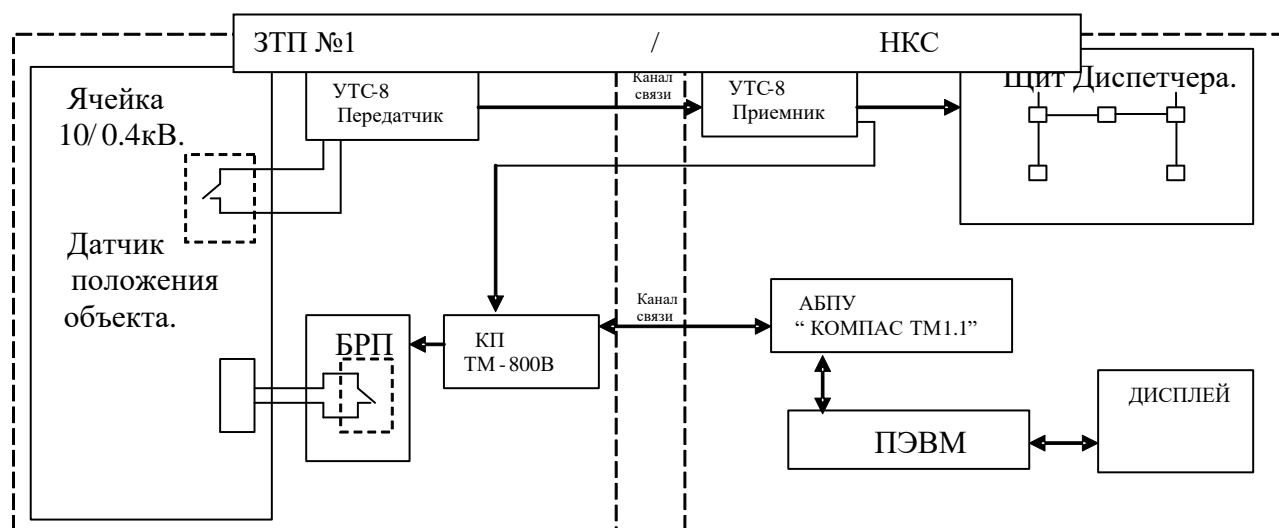 ЗТП №1 / НКС
Ячейка
10/ 0.4кВ.
УТС-8
Передатчик
Канал
связи
УТС-8
Приемник
Щит Диспетчера.
Датчик
положения
объекта.
БРП
КП
ТМ - 800В
Канал
связи
АБПУ
“ КОМПАС ТМ1.1”
ПЭВМ
ДИСПЛЕЙ